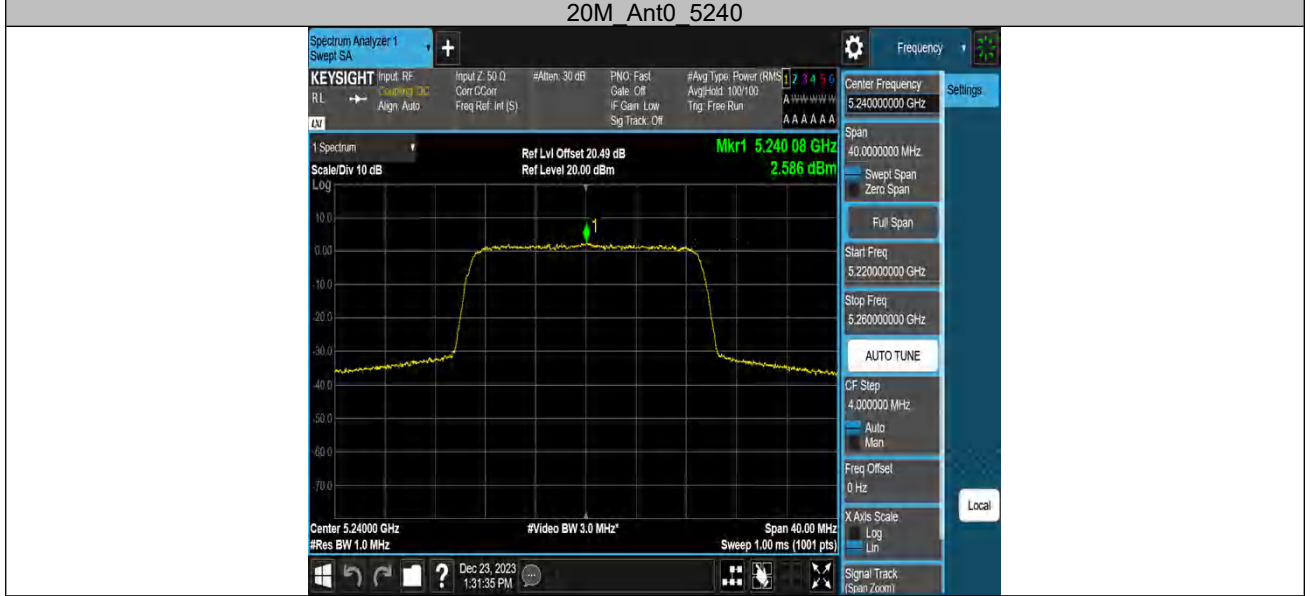 20M_Ant0_5240
Spectrum Analyzer 1
Swept SA
+
Frequency
KEYSIGHT
Input: RF
Input Z: 50 Ω
#Atten: 30 dB
PNO: Fast
#Avg Type: Power (RMS
1 2 3 4 5 6
RL
Coupling: DC
Corr CCorr
Gate: Off
Avg|Hold: 100/100
A W W W W W
Align: Auto
Freq Ref: Int (S)
IF Gain: Low
Trig: Free Run
LXI
Sig Track: Off
A A A A A A
Center Frequency
5.240000000 GHz
Settings
1 Spectrum
Ref Lvl Offset 20.49 dB
Mkr1 5.240 08 GHz
Scale/Div 10 dB
Ref Level 20.00 dBm
2.586 dBm
Span
40.0000000 MHz
Swept Span
Zero Span
Log
10.0
1
0.00
-10.0
-20.0
-30.0
-40.0
-50.0
-60.0
-70.0
Full Span
Start Freq
5.220000000 GHz
Stop Freq
5.260000000 GHz
AUTO TUNE
CF Step
4.000000 MHz
Auto
Man
Freq Offset
0 Hz
X Axis Scale
Log
Lin
Local
Signal Track
(Span Zoom)
Center 5.24000 GHz
#Video BW 3.0 MHz*
Span 40.00 MHz
#Res BW 1.0 MHz
Sweep 1.00 ms (1001 pts)
?
Dec 23, 2023
1:31:35 PM